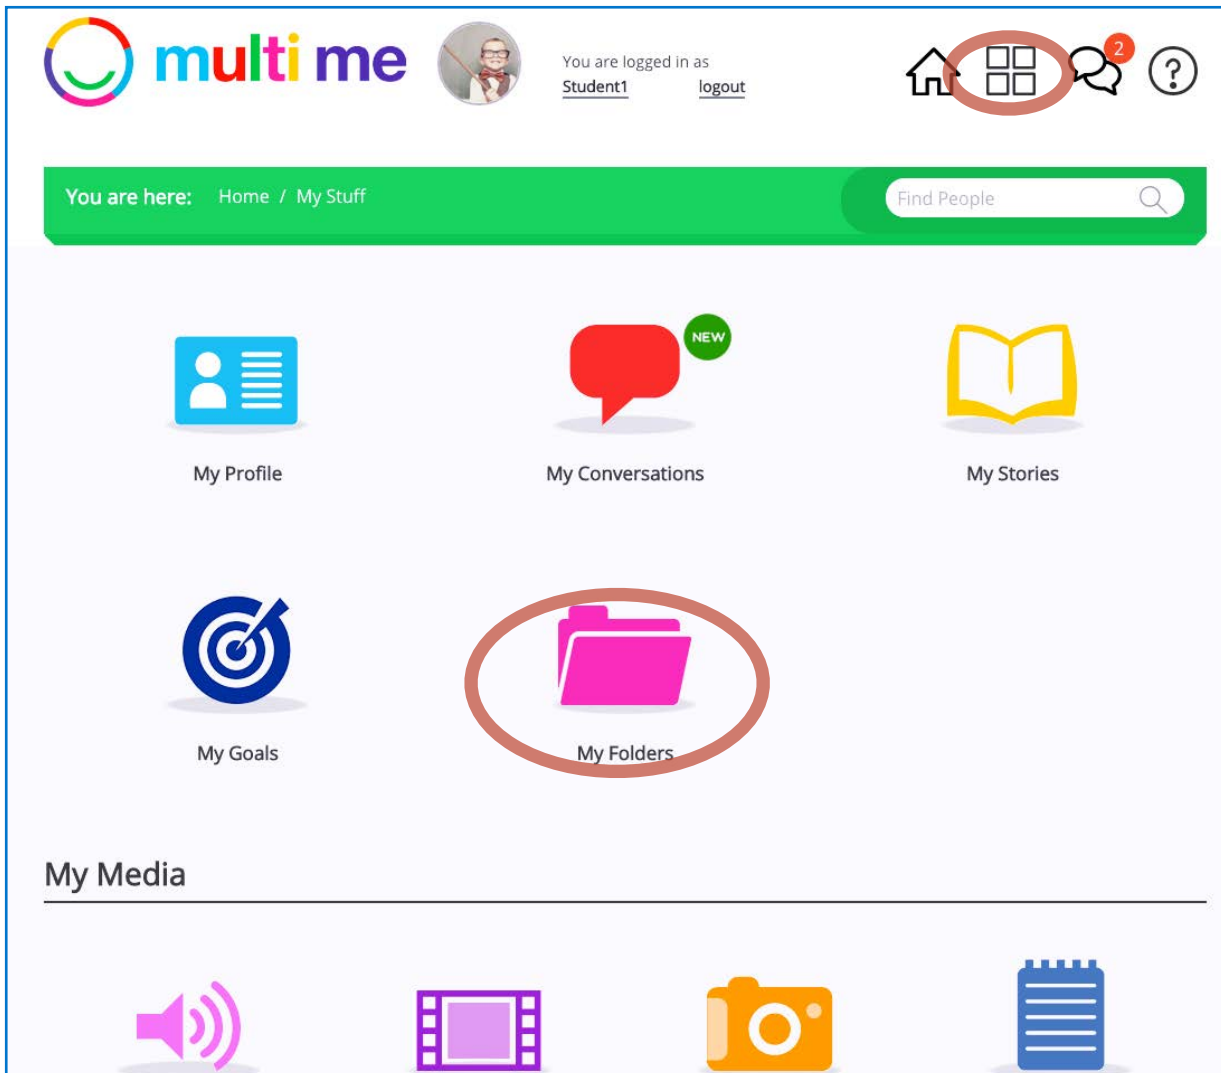 multi me
You are logged in as
Student1 logout
2
You are here: Home / My Stuff
Find People
NEW
My Profile
My Conversations
My Stories
My Goals
My Folders
My Media